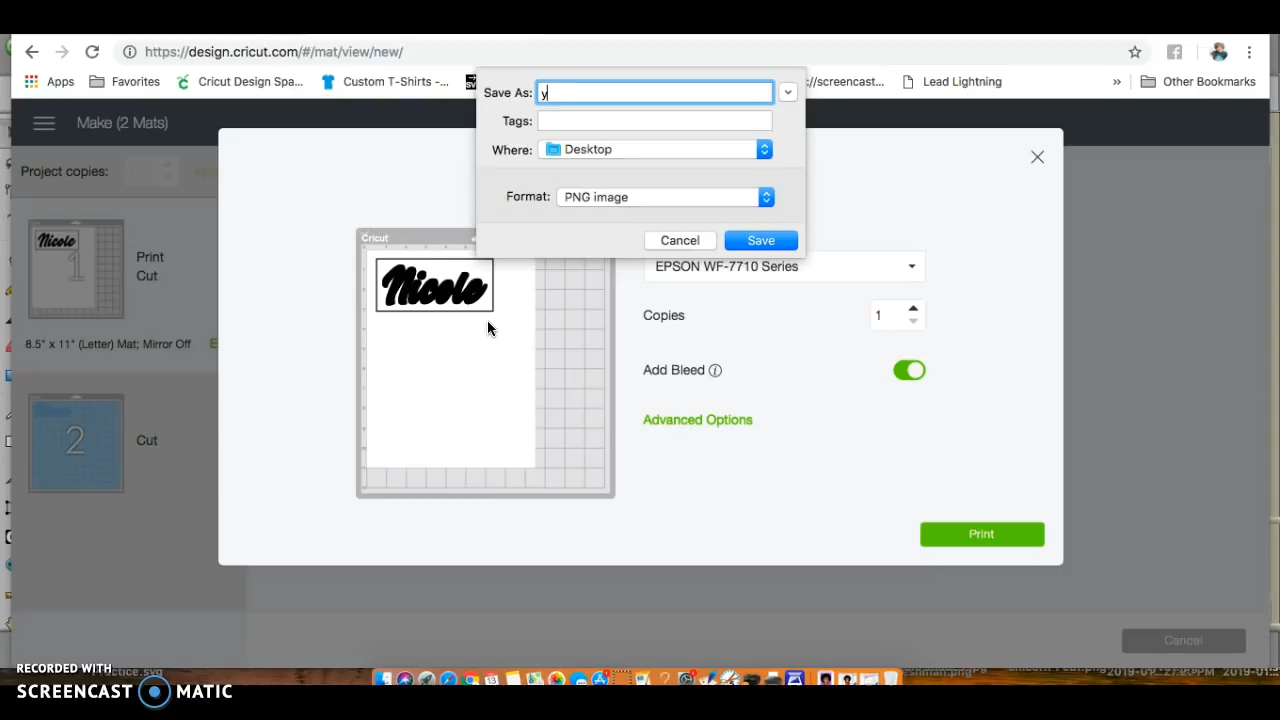 https://design.cricut.com/#/mat/view/new/
Apps
Favorites
Cricut Design Spa...
Custom T-Shirts -...
://screencast...
Lead Lightning
»
Other Bookmarks
Save As: y
Tags:
Where: Desktop
Format: PNG image
Cancel
Save
Make (2 Mats)
Project copies: 1
Nicole
1
Print
Cut
8.5" x 11" (Letter) Mat; Mirror Off
2
Cut
Cricut
Nicole
EPSON WF-7710 Series
Copies
1
Add Bleed
Advanced Options
Print
Cancel
RECORDED WITH
SCREENCAST MATIC